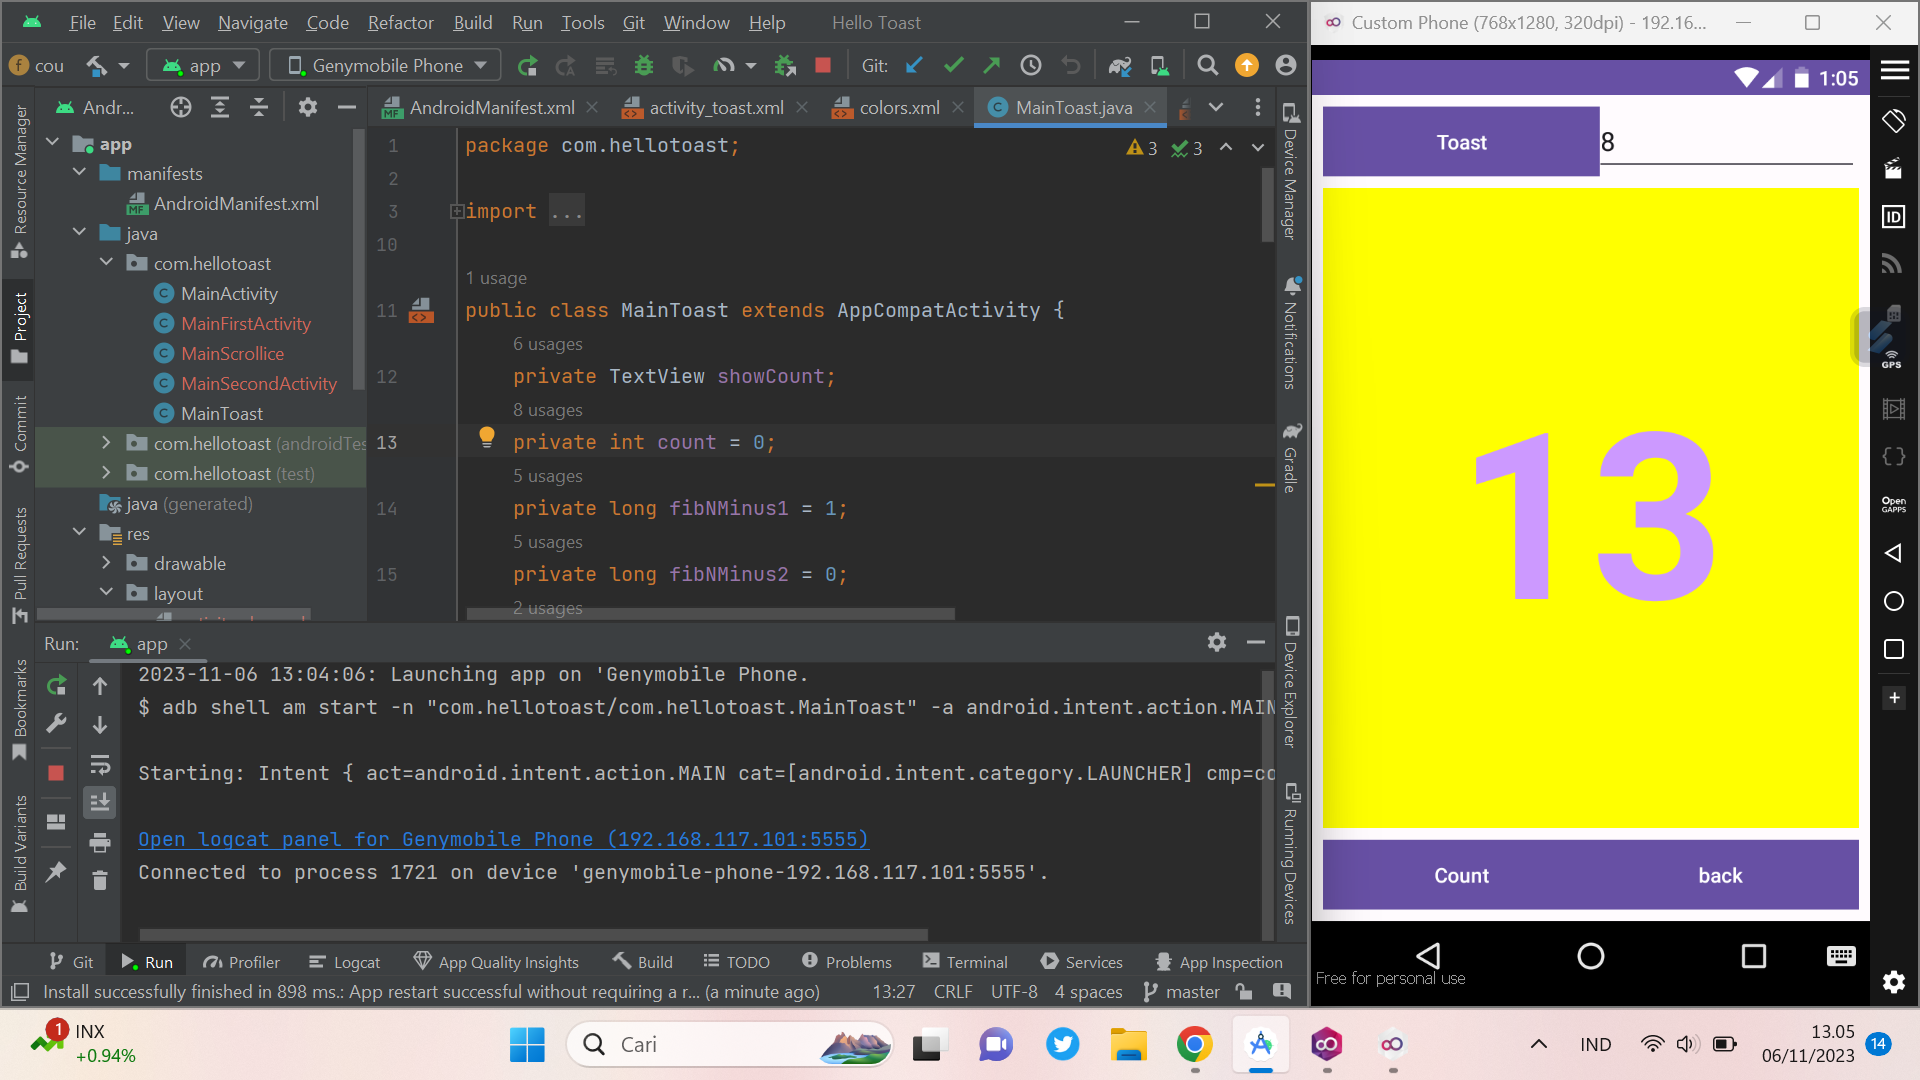 File Edit View Navigate Code Refactor Build Run Tools Git Window Help Hello Toast
cou app Genymobile Phone Git:
Andr... AndroidManifest.xml activity_toast.xml colors.xml MainToast.java
Resource Manager
Project
Commit
Pull Requests
Bookmarks
Build Variants
app
manifests
AndroidManifest.xml
java
com.hellotoast
MainActivity
MainFirstActivity
MainScrollice
MainSecondActivity
MainToast
com.hellotoast (androidTes
com.hellotoast (test)
java (generated)
res
drawable
layout
1 package com.hellotoast;
3 3
2
3 import ...
10
1 usage
11 public class MainToast extends AppCompatActivity {
6 usages
12 private TextView showCount;
8 usages
13 private int count = 0;
5 usages
14 private long fibNMinus1 = 1;
5 usages
15 private long fibNMinus2 = 0;
2 usages
Device Manager
Notifications
Gradle
Device Explorer
Running Devices
Run: app
2023-11-06 13:04:06: Launching app on 'Genymobile Phone.
$ adb shell am start -n "com.hellotoast/com.hellotoast.MainToast" -a android.intent.action.MAIN
Starting: Intent { act=android.intent.action.MAIN cat=[android.intent.category.LAUNCHER] cmp=co
Open logcat panel for Genymobile Phone (192.168.117.101:5555)
Connected to process 1721 on device 'genymobile-phone-192.168.117.101:5555'.
Git Run Profiler Logcat App Quality Insights Build TODO Problems Terminal Services App Inspection
Install successfully finished in 898 ms.: App restart successful without requiring a r... (a minute ago) 13:27 CRLF UTF-8 4 spaces master
Custom Phone (768x1280, 320dpi) - 192.16...
1:05
Toast 8
13
Count back
Free for personal use
ID
GPS
Open
GAPPS
1 INX
+0.94%
Cari
IND
13.05
06/11/2023
14